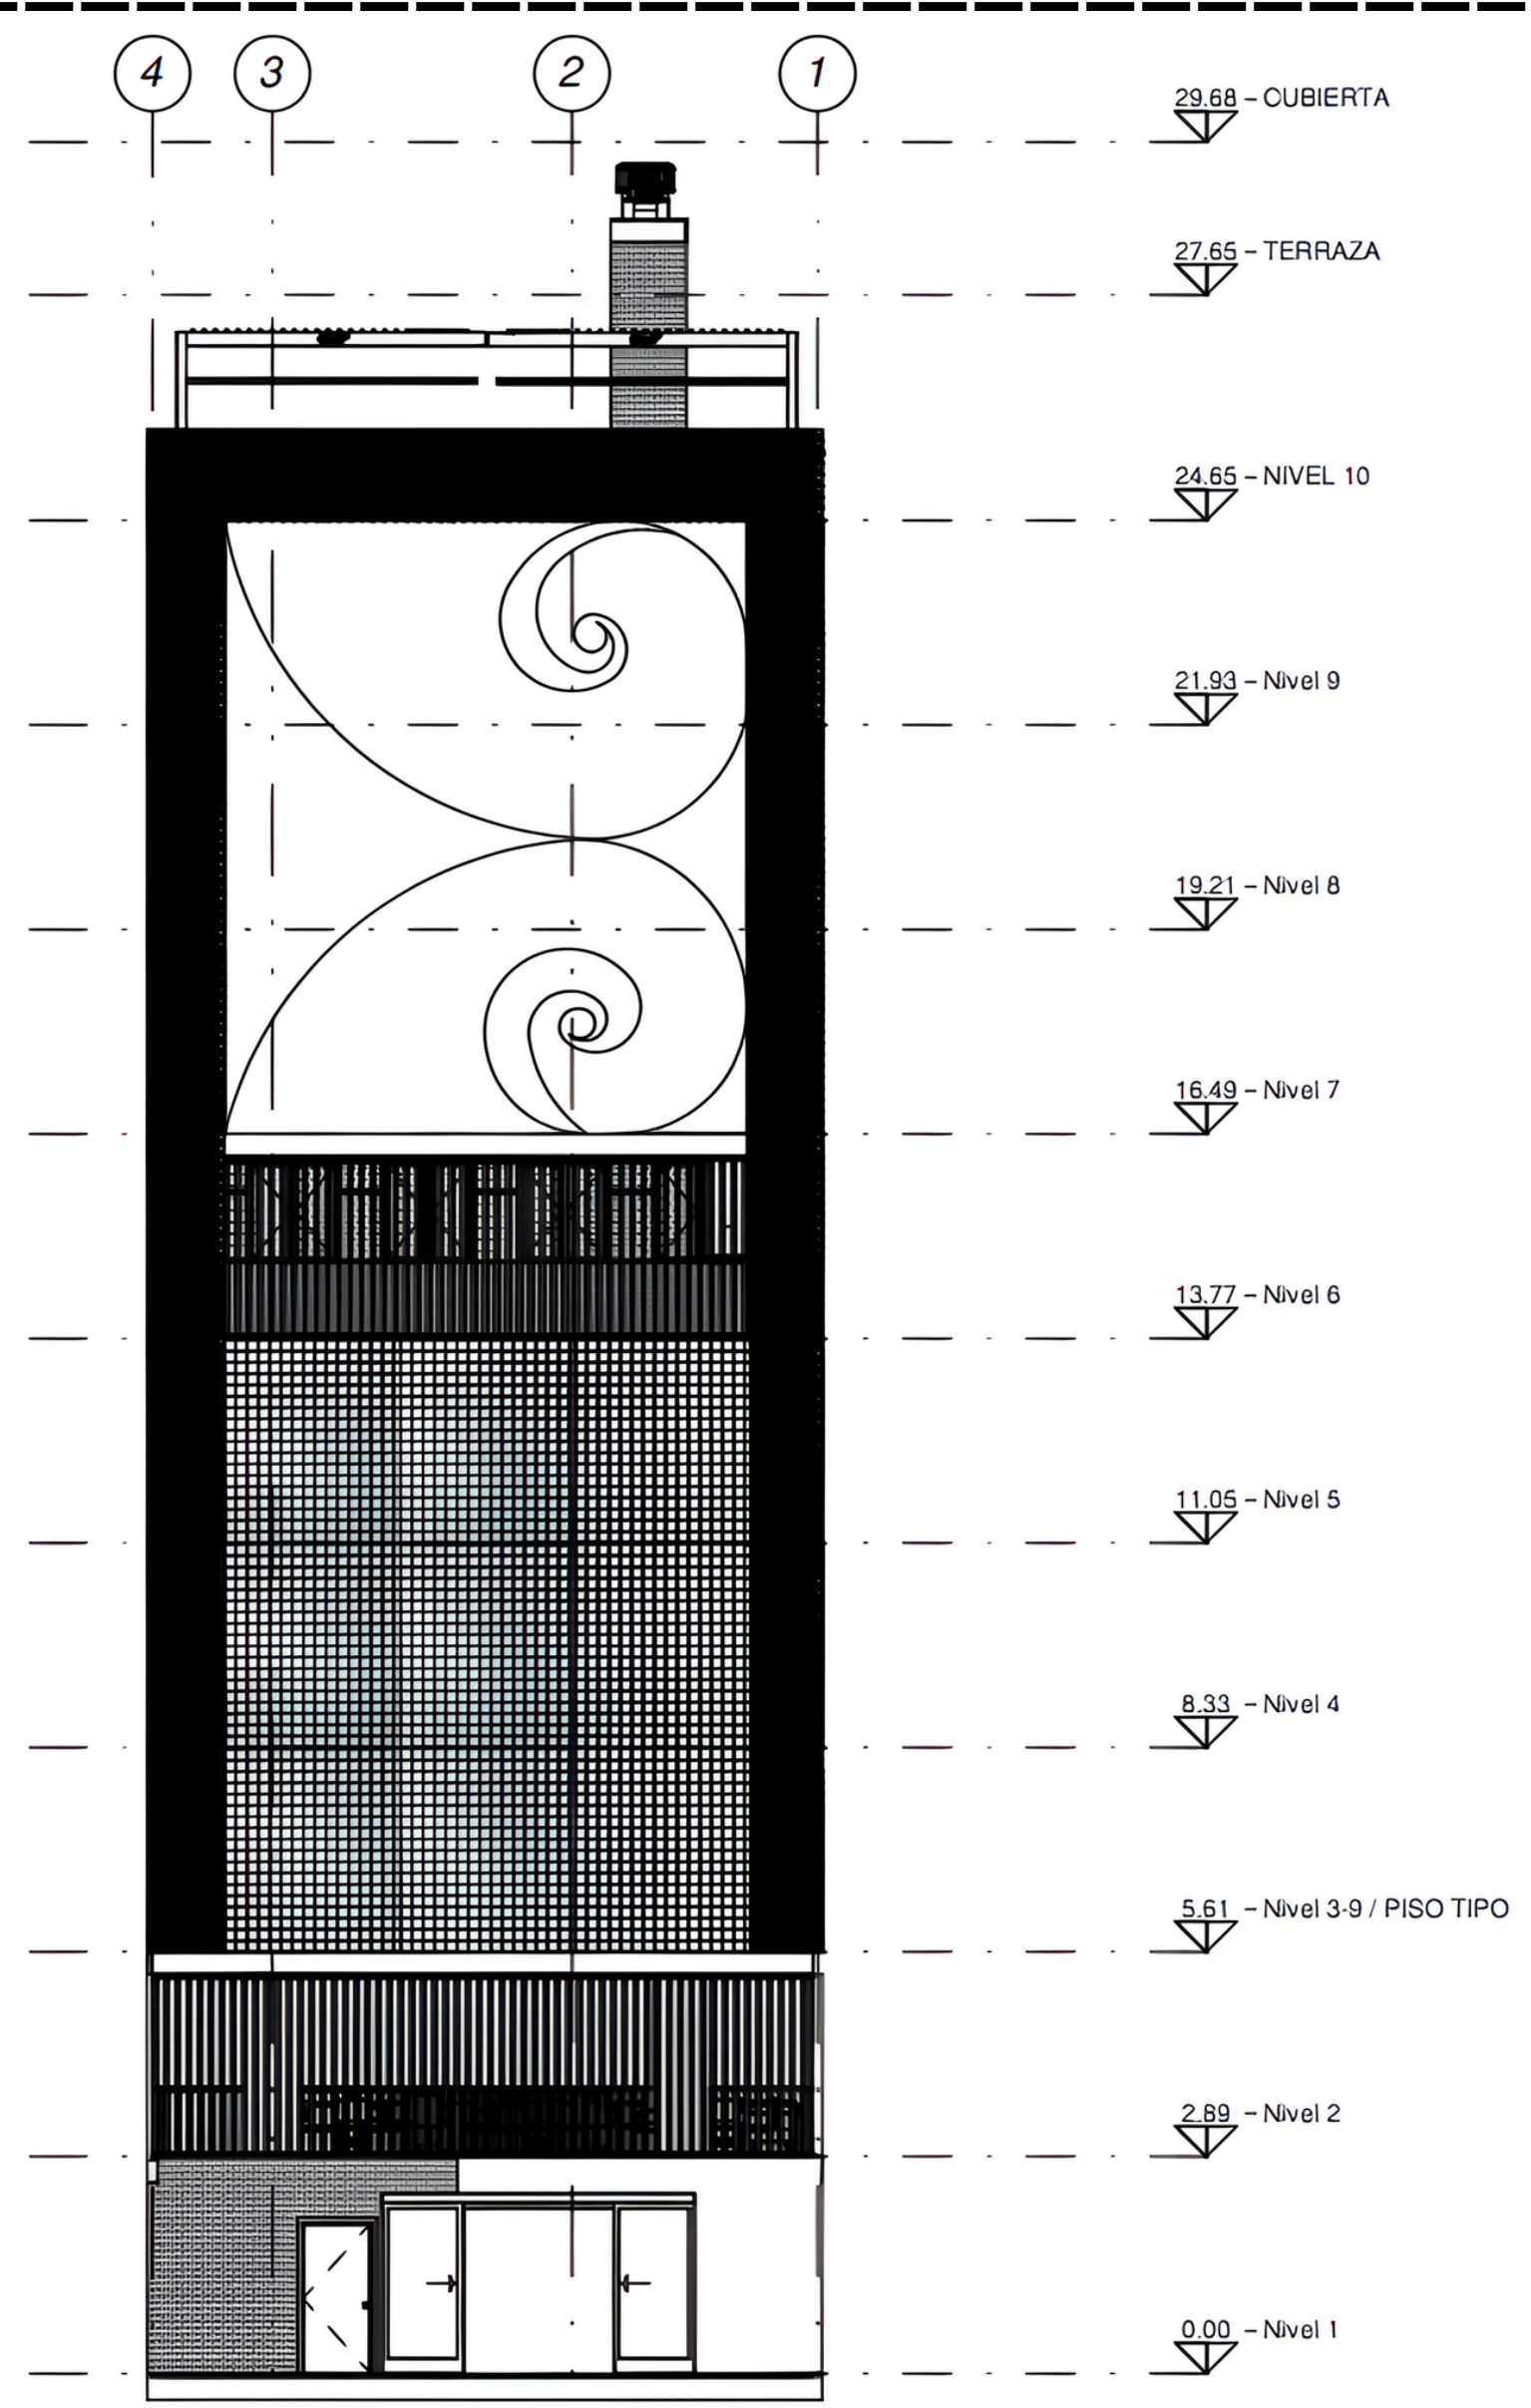 4 3 2 1
29.68 – CUBIERTA
27.65 – TERRAZA
24.65 – NIVEL 10
21.93 – Nivel 9
19.21 – Nivel 8
16.49 – Nivel 7
13.77 – Nivel 6
11.05 – Nivel 5
8.33 – Nivel 4
5.61 – Nivel 3-9 / PISO TIPO
2.89 – Nivel 2
0.00 – Nivel 1